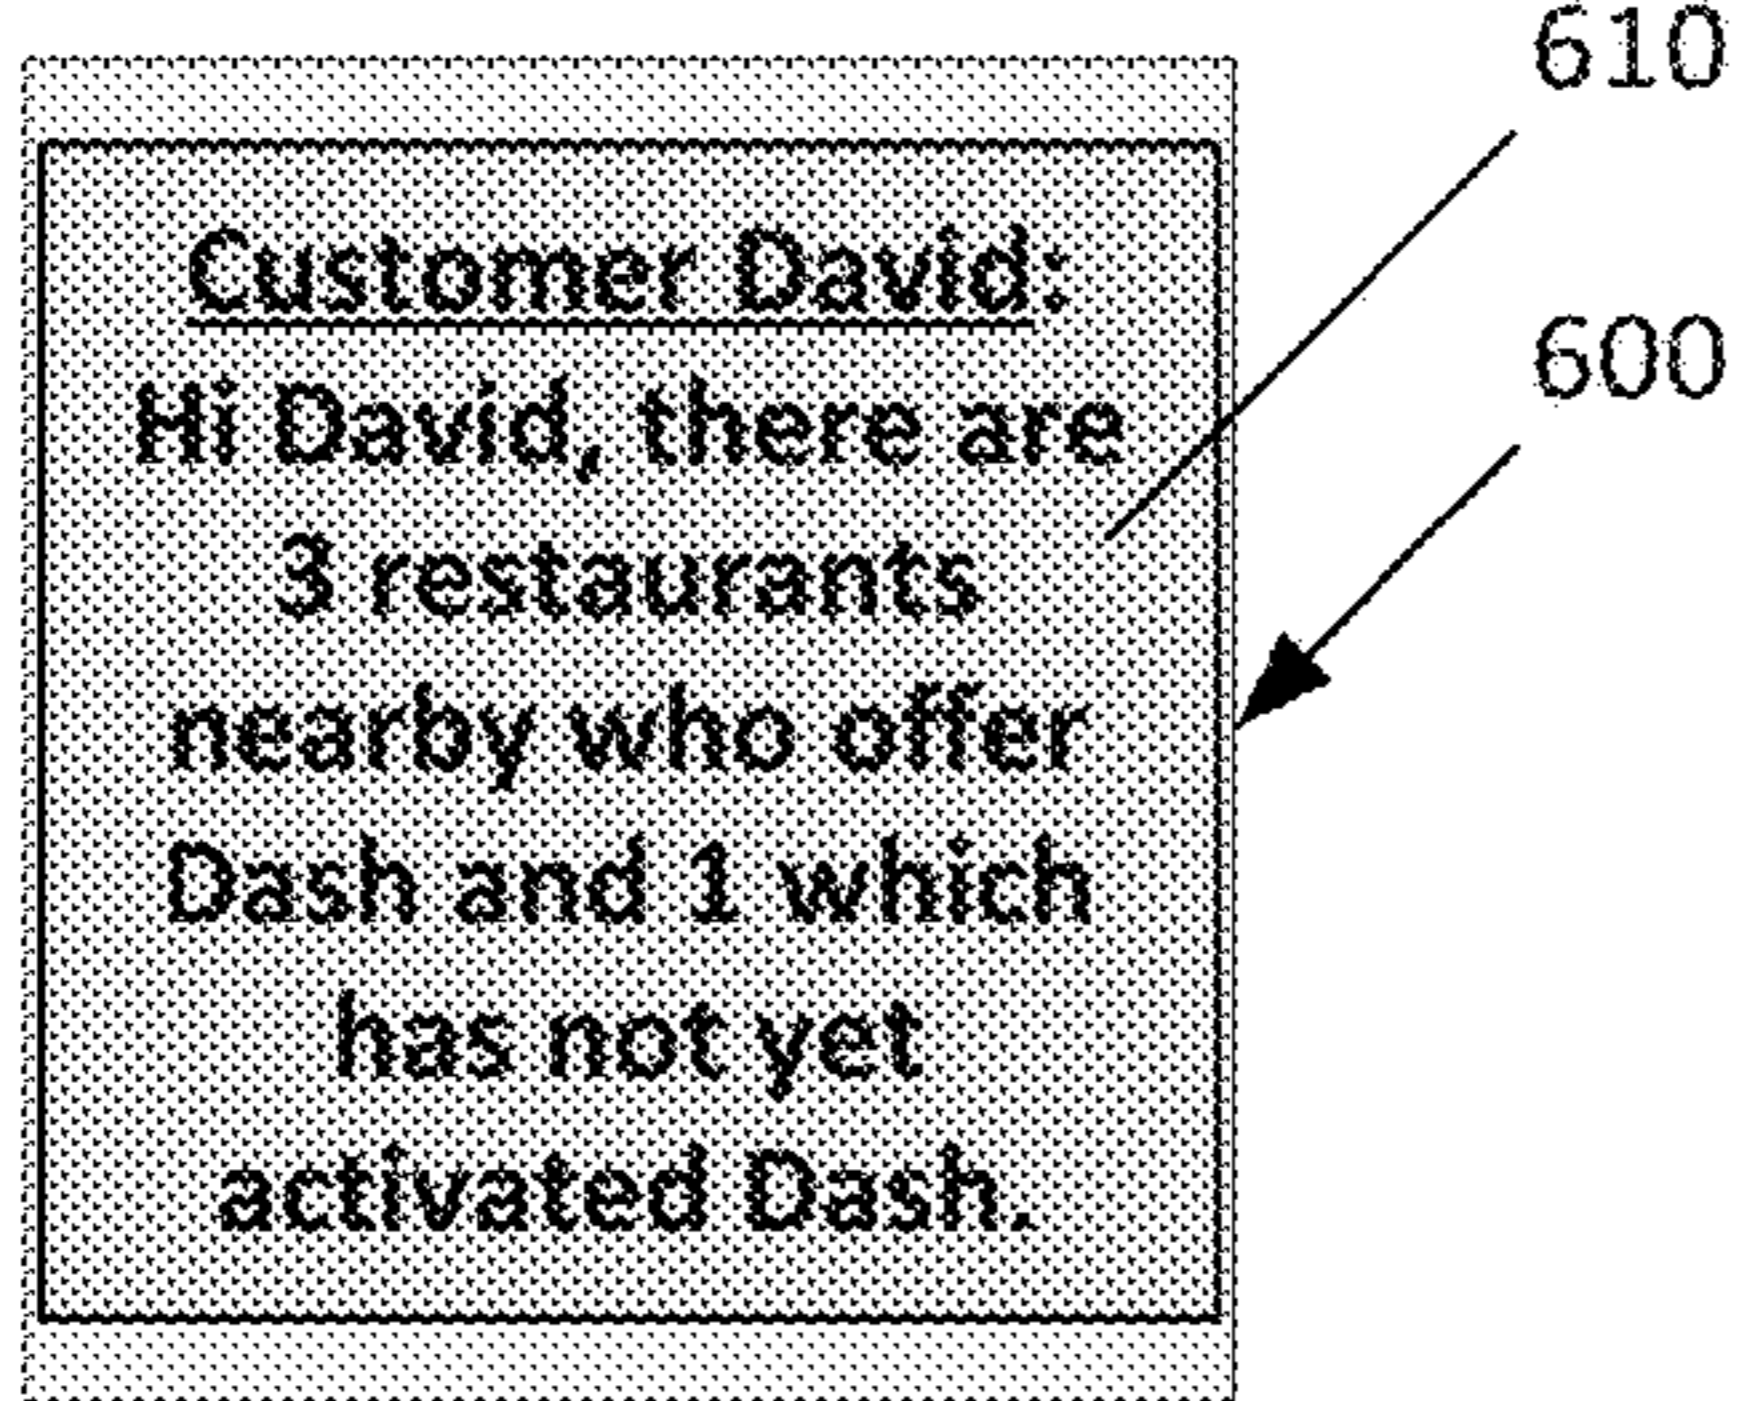 610
600
Customer David:
Hi David, there are
3 restaurants
nearby who offer
Dash and 1 which
has not yet
activated Dash.